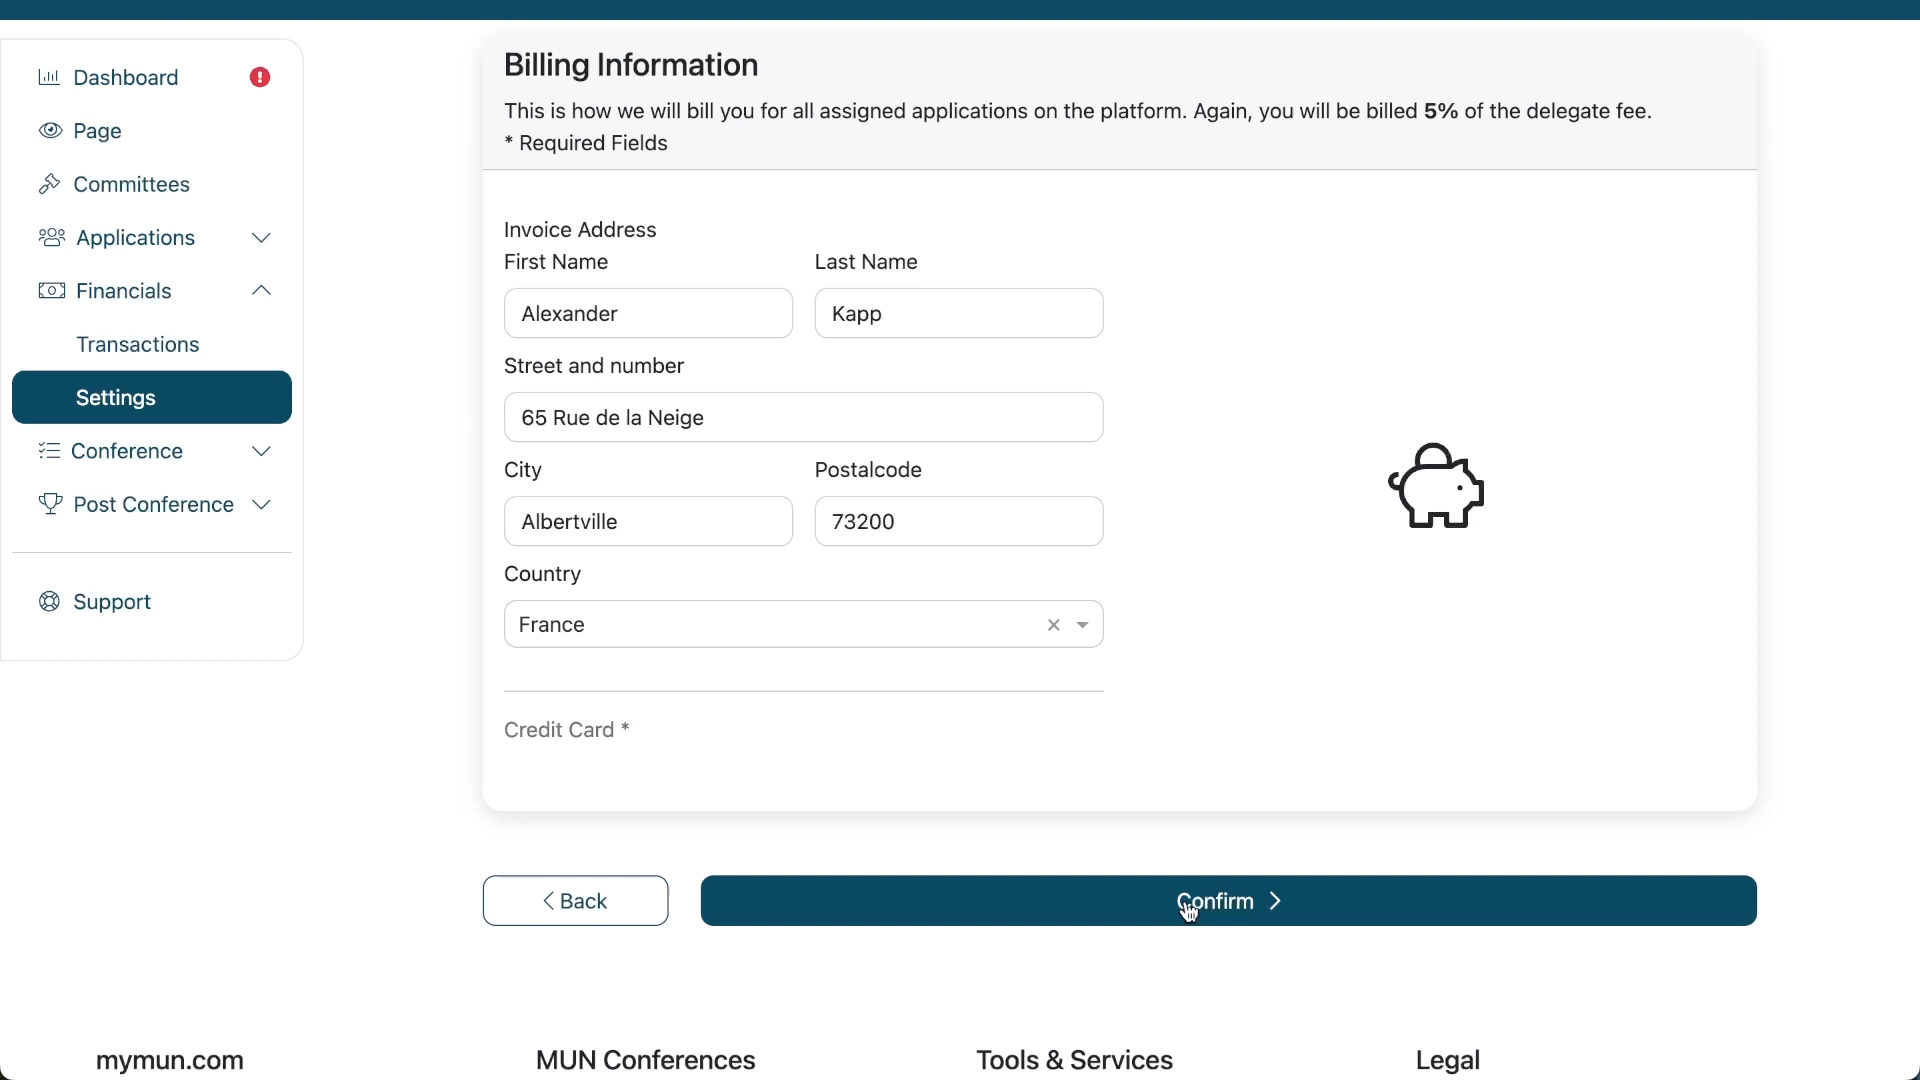 Dashboard
Page
Committees
Applications
Financials
Transactions
Settings
Conference
Post Conference
Support
Billing Information
This is how we will bill you for all assigned applications on the platform. Again, you will be billed 5% of the delegate fee.
* Required Fields
Invoice Address
First Name Last Name
Alexander Kapp
Street and number
65 Rue de la Neige
City Postalcode
Albertville 73200
Country
France
Credit Card *
Back Confirm
mymun.com MUN Conferences Tools & Services Legal